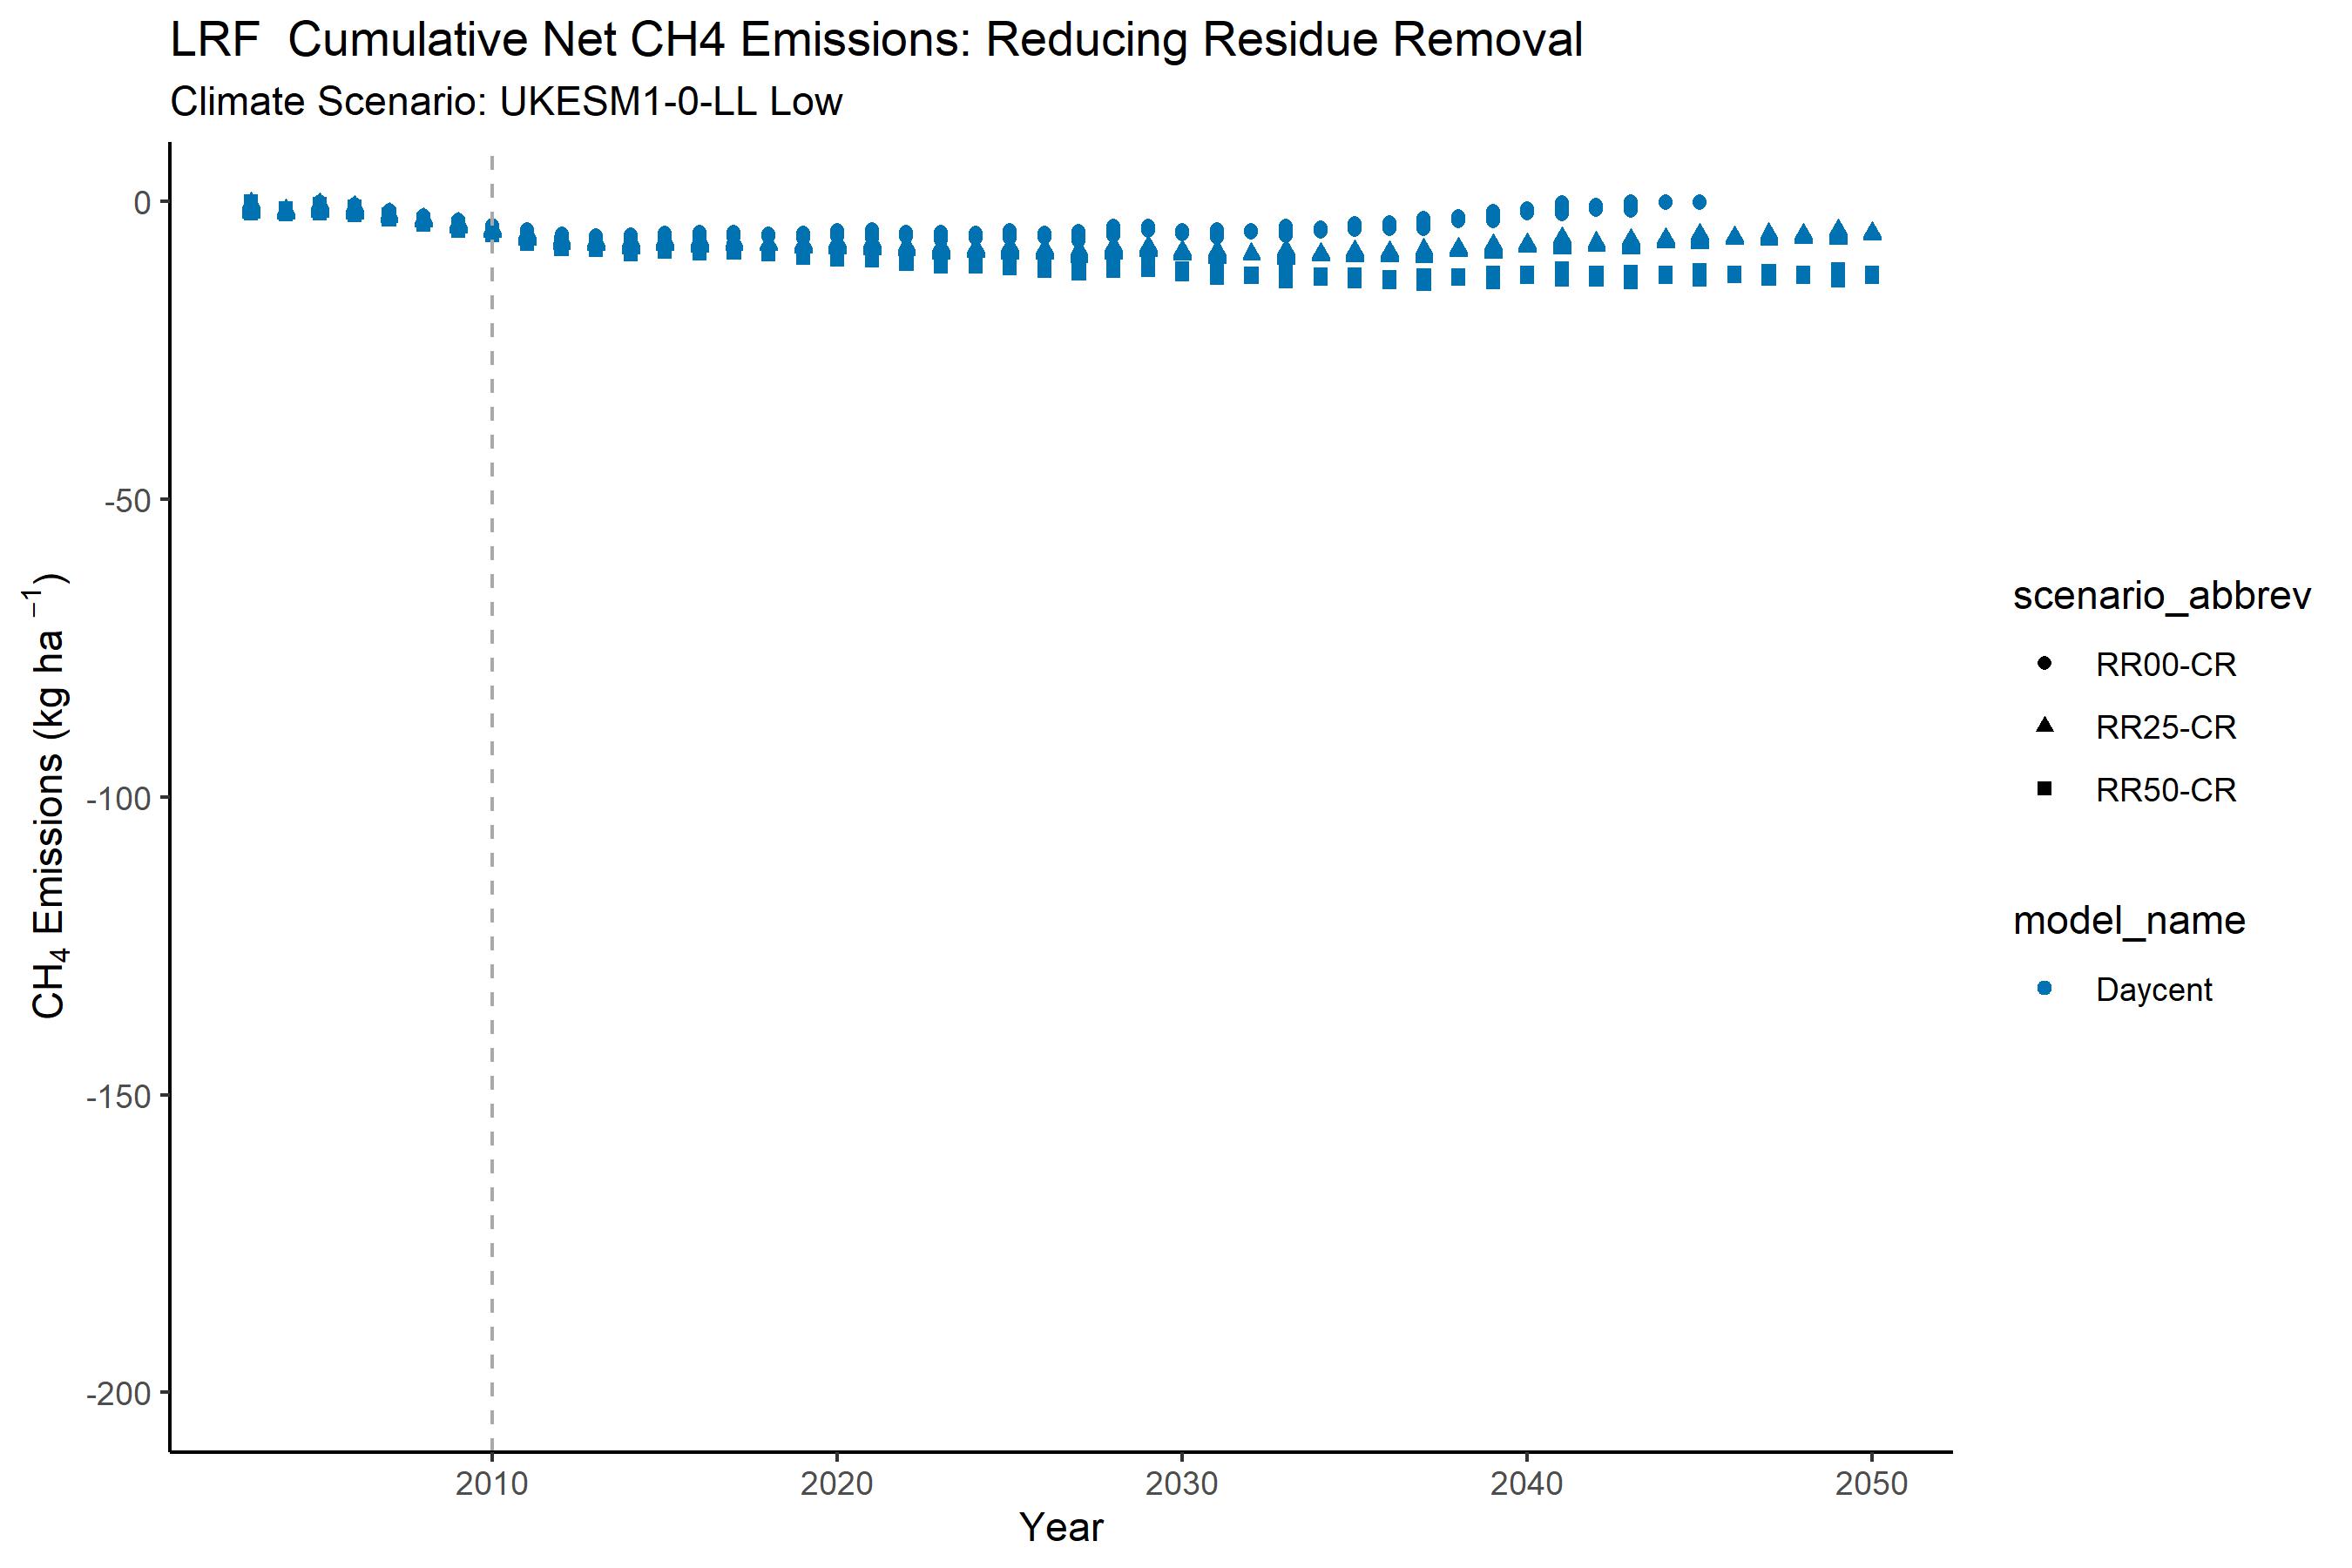 LRF  Cumulative Net CH4 Emissions: Reducing Residue Removal
Climate Scenario: UKESM1-0-LL Low
CH4 Emissions (kg ha −1)
0
-50
-100
-150
-200
2010
2020
2030
2040
2050
Year
scenario_abbrev
RR00-CR
RR25-CR
RR50-CR
model_name
Daycent